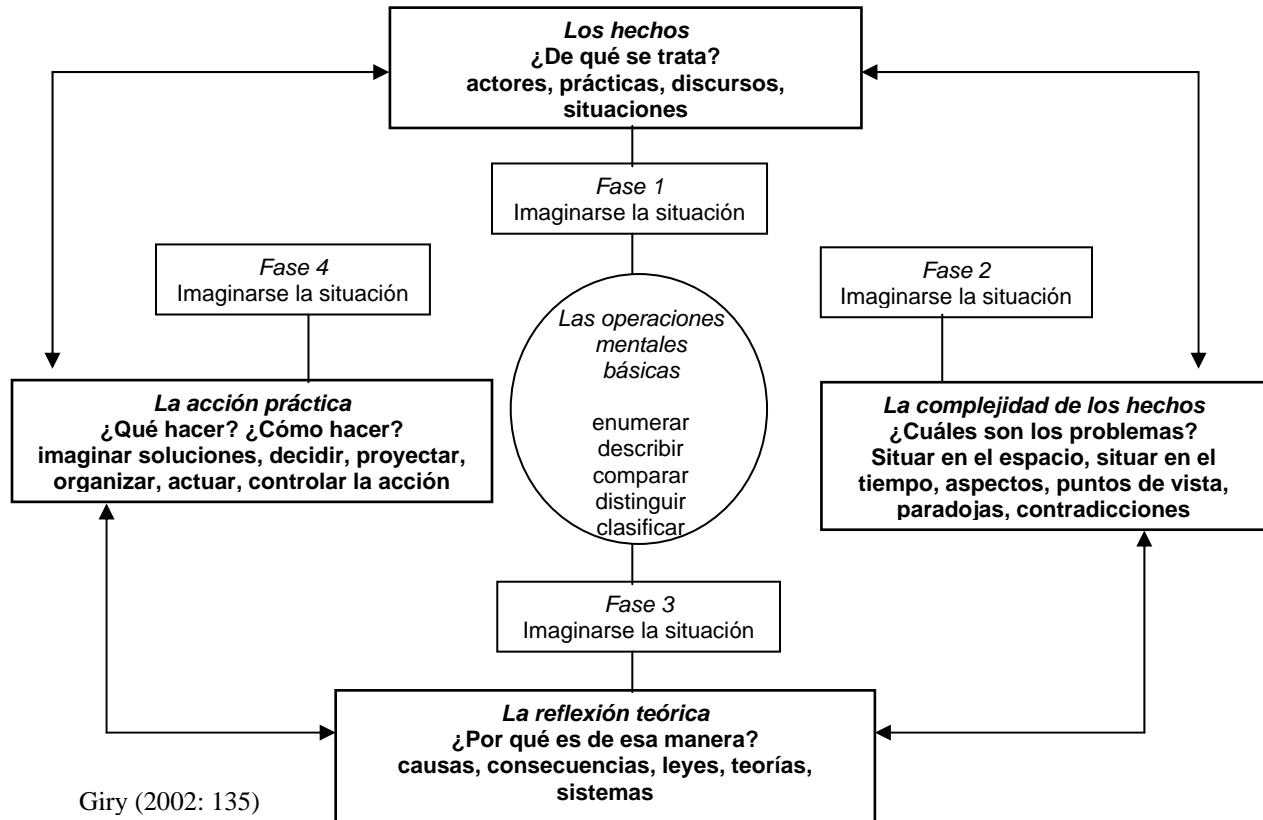 Los hechos
¿De qué se trata?
actores, prácticas, discursos,
situaciones
Fase 1
Imaginarse la situación
Fase 4
Imaginarse la situación
Fase 2
Imaginarse la situación
Las operaciones
mentales
básicas
enumerar
describir
comparar
distinguir
clasificar
La acción práctica
¿Qué hacer? ¿Cómo hacer?
imaginar soluciones, decidir, proyectar,
organizar, actuar, controlar la acción
La complejidad de los hechos
¿Cuáles son los problemas?
Situar en el espacio, situar en el
tiempo, aspectos, puntos de vista,
paradojas, contradicciones
Fase 3
Imaginarse la situación
La reflexión teórica
¿Por qué es de esa manera?
causas, consecuencias, leyes, teorías,
sistemas
Giry (2002: 135)